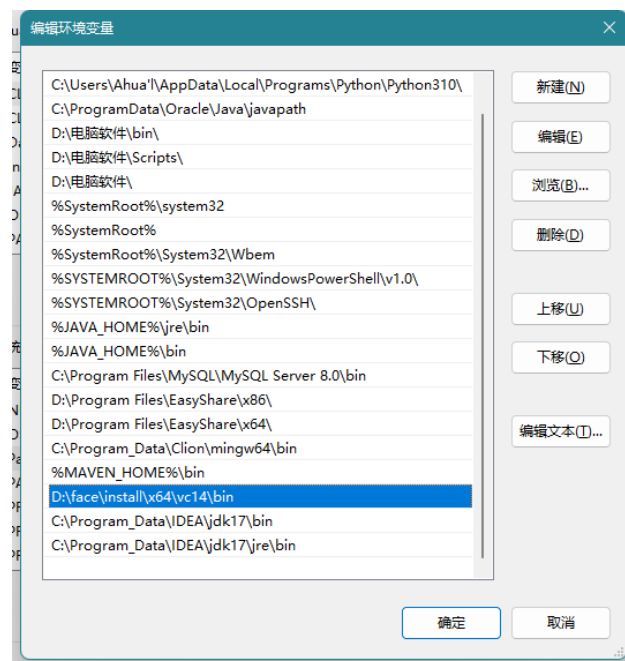 编辑环境变量
C:\Users\Ahua'l\AppData\Local\Programs\Python\Python310\
C:\ProgramData\Oracle\Java\javapath
D:\电脑软件\bin\
D:\电脑软件\Scripts\
D:\电脑软件\
%SystemRoot%\system32
%SystemRoot%
%SystemRoot%\System32\Wbem
%SYSTEMROOT%\System32\WindowsPowerShell\v1.0\
%SYSTEMROOT%\System32\OpenSSH\
%JAVA_HOME%\jre\bin
%JAVA_HOME%\bin
C:\Program Files\MySQL\MySQL Server 8.0\bin
D:\Program Files\EasyShare\x86\
D:\Program Files\EasyShare\x64\
C:\Program_Data\Clion\mingw64\bin
%MAVEN_HOME%\bin
D:\face\install\x64\vc14\bin
C:\Program_Data\IDEA\jdk17\bin
C:\Program_Data\IDEA\jdk17\jre\bin
新建(N)
编辑(E)
浏览(B)...
删除(D)
上移(U)
下移(O)
编辑文本(T)...
确定
取消